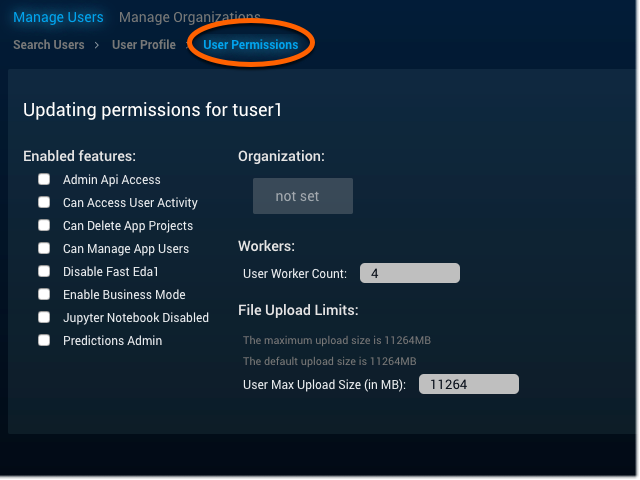 Manage Users Manage Organizations
Search Users > User Profile > User Permissions
Updating permissions for tuser1
Enabled features:
Admin Api Access
Can Access User Activity
Can Delete App Projects
Can Manage App Users
Disable Fast Eda1
Enable Business Mode
Jupyter Notebook Disabled
Predictions Admin
Organization:
not set
Workers:
User Worker Count: 4
File Upload Limits:
The maximum upload size is 11264MB
The default upload size is 11264MB
User Max Upload Size (in MB): 11264